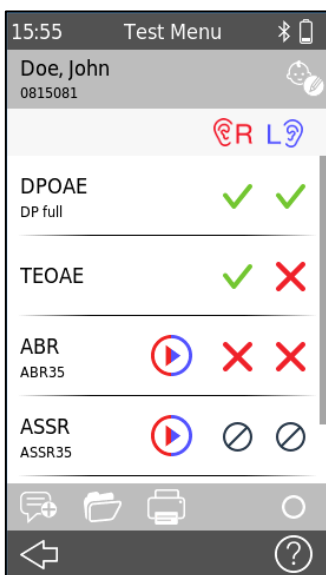 15:55 Test Menu
Doe, John
0815081
R L
DPOAE
DP full
TEOAE
ABR
ABR35
ASSR
ASSR35
?